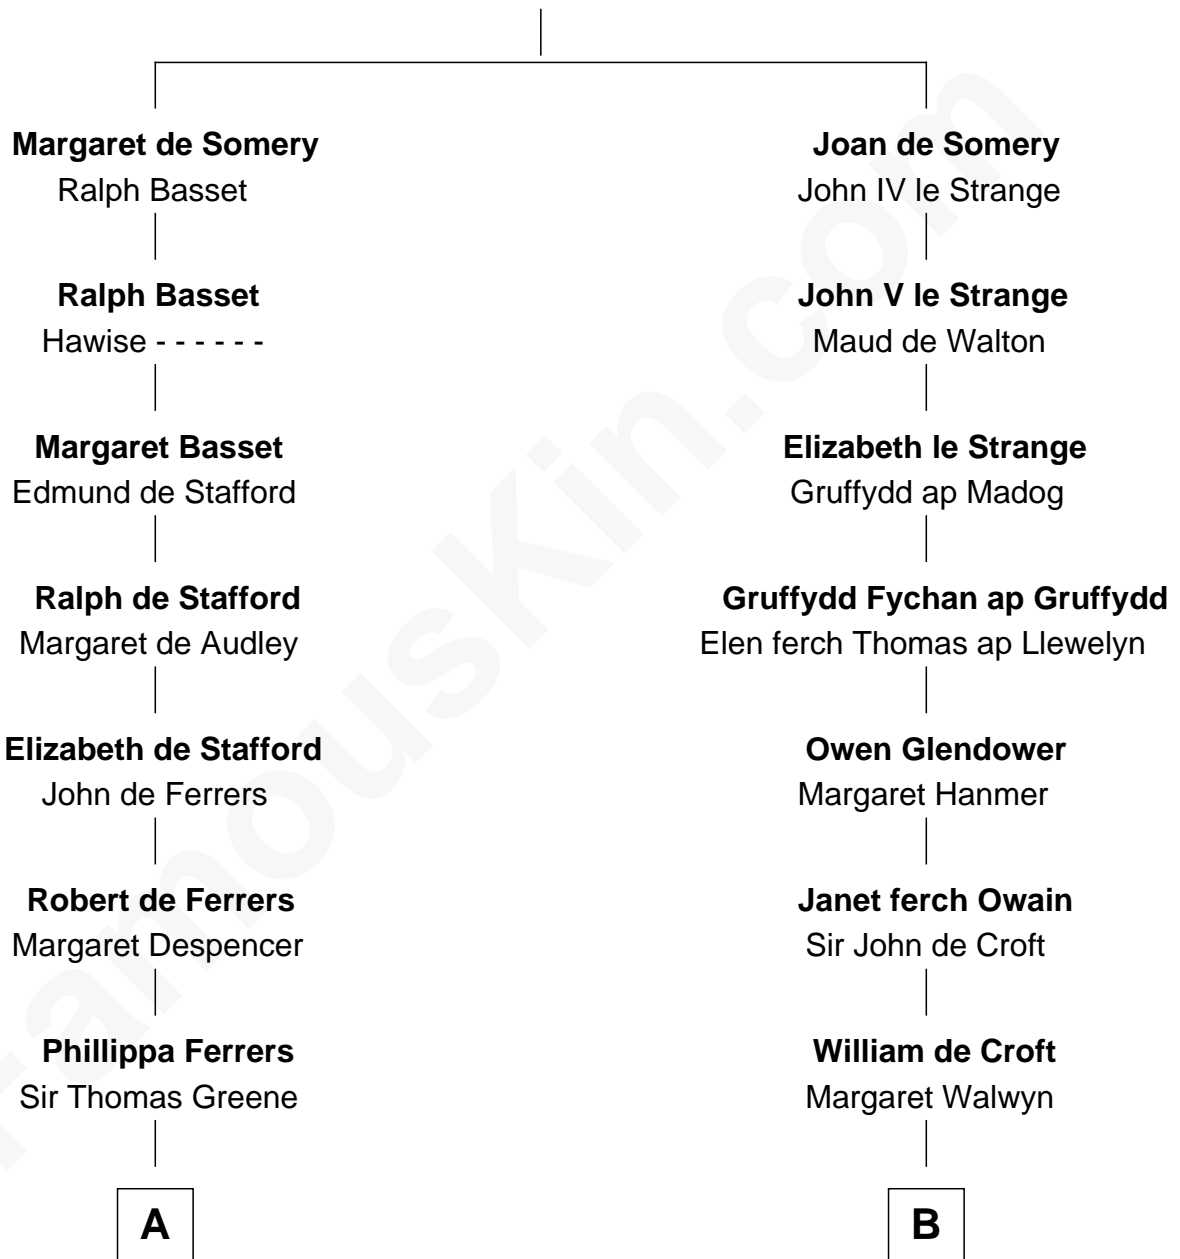 Margaret de Somery
Ralph Basset
Ralph Basset
Hawise - - - - - -
Margaret Basset
Edmund de Stafford
Ralph de Stafford
Margaret de Audley
Elizabeth de Stafford
John de Ferrers
Robert de Ferrers
Margaret Despencer
Phillippa Ferrers
Sir Thomas Greene
A
Joan de Somery
John IV le Strange
John V le Strange
Maud de Walton
Elizabeth le Strange
Gruffydd ap Madog
Gruffydd Fychan ap Gruffydd
Elen ferch Thomas ap Llewelyn
Owen Glendower
Margaret Hanmer
Janet ferch Owain
Sir John de Croft
William de Croft
Margaret Walwyn
B
FamousKin.com